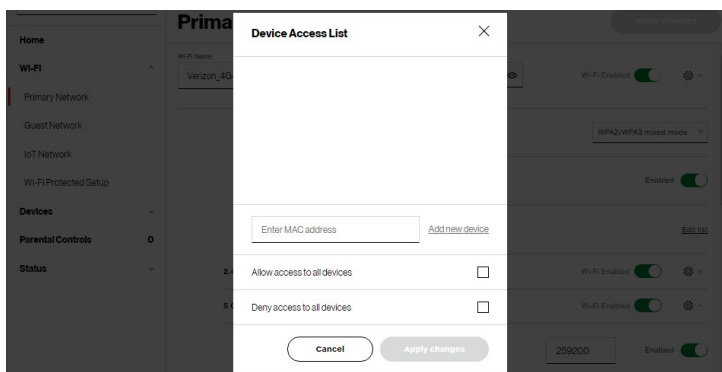 Home
Wi-Fi
Primary Network
Guest Network
IoT Network
Wi-Fi Protected Setup
Devices
Parental Controls 0
Status
Prima
Apply Changes
Wi-Fi Name
Verizon_4G
Wi-Fi Enabled
WPA2/WPA3 mixed mode
Enabled
Edit list
2.4
Wi-Fi Enabled
5 G
Wi-Fi Enabled
259200
Enabled
Device Access List
Enter MAC address
Add new device
Allow access to all devices
Deny access to all devices
Cancel
Apply changes